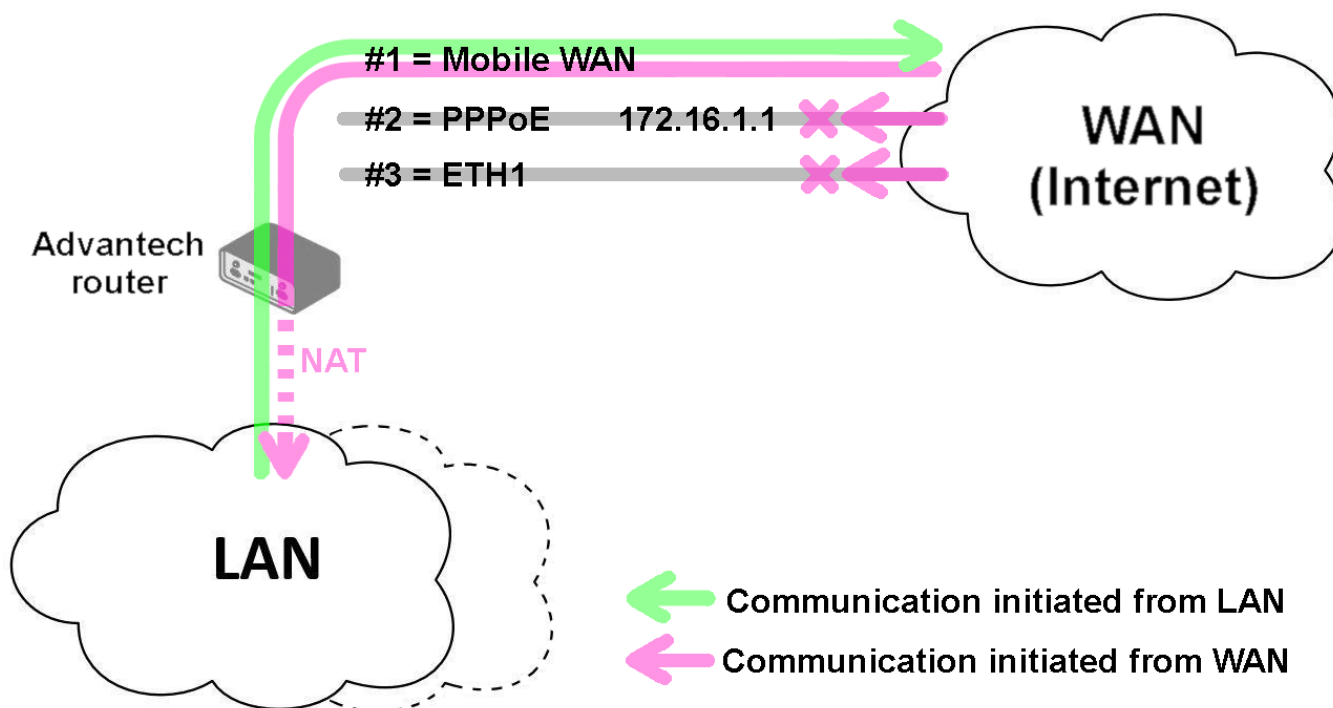 #1 = Mobile WAN
#2 = PPPoE 172.16.1.1
#3 = ETH1
WAN
(Internet)
Advantech
router
NAT
LAN
Communication initiated from LAN
Communication initiated from WAN